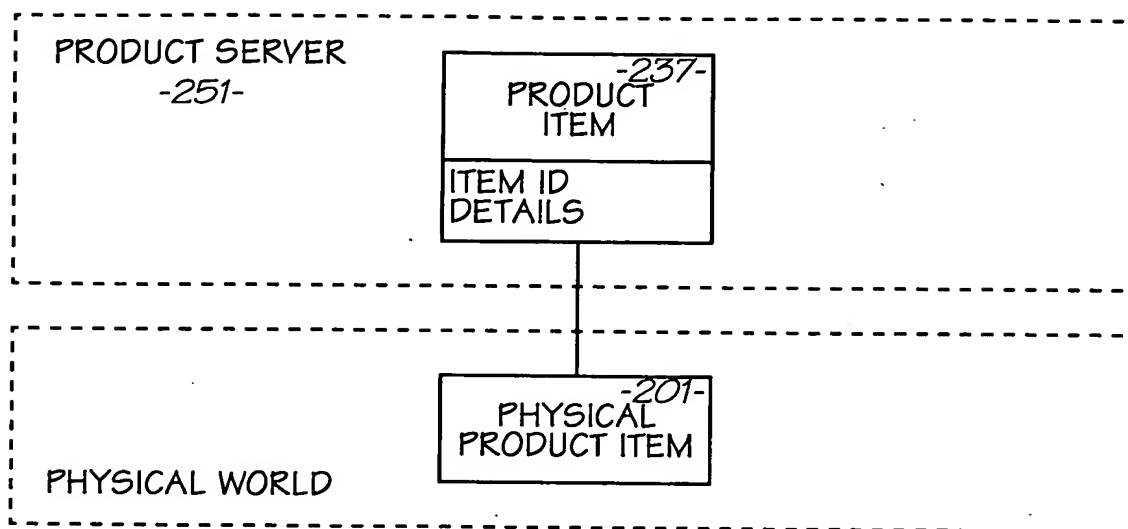 PRODUCT SERVER
-251-
-237-
PRODUCT
ITEM
ITEM ID
DETAILS
-201-
PHYSICAL
PRODUCT ITEM
PHYSICAL WORLD